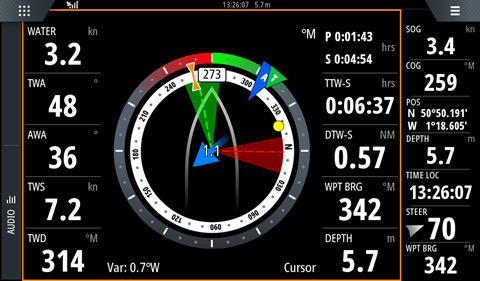 13:26:07 5.7 m
WATER kn
3.2
TWA °
48
AWA °
36
TWS kn
7.2
TWD °M
314
°M
273
240
300
330
N
030
060
120
150
210
A T
1.1
Var: 0.7°W
Cursor
P 0:01:43
hrs
S 0:04:54
TTW-S hrs
0:06:37
DTW-S NM
0.57
WPT BRG °M
342
DEPTH m
5.7
SOG kn
3.4
COG °M
259
POS
N 50°50.191'
W 1°18.605'
DEPTH m
5.7
TIME LOC
13:26:07
STEER
70
WPT BRG °M
342
AUDIO